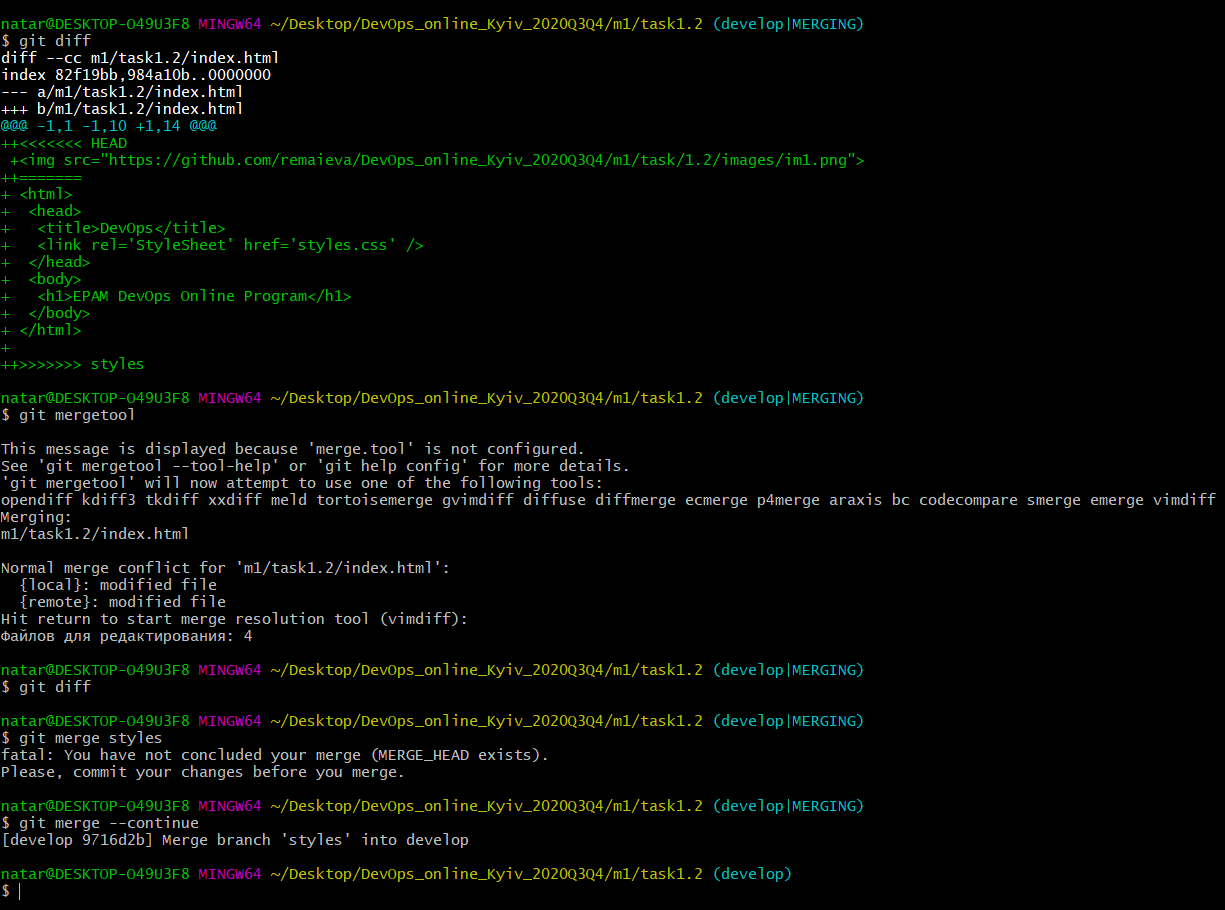 natar@DESKTOP-O49U3F8 MINGW64 ~/Desktop/DevOps_online_Kyiv_2020Q3Q4/m1/task1.2 (develop|MERGING)
$ git diff
diff --cc m1/task1.2/index.html
index 82f19bb,984a10b..0000000
--- a/m1/task1.2/index.html
+++ b/m1/task1.2/index.html
@@@ -1,1 -1,10 +1,14 @@@
++<<<<<<< HEAD
 +<img src="https://github.com/remaieva/DevOps_online_Kyiv_2020Q3Q4/m1/task/1.2/images/im1.png">
++=======
+ <html>
+  <head>
+   <title>DevOps</title>
+   <link rel='StyleSheet' href='styles.css' />
+  </head>
+  <body>
+   <h1>EPAM DevOps Online Program</h1>
+  </body>
+ </html>
+
++>>>>>>> styles
natar@DESKTOP-O49U3F8 MINGW64 ~/Desktop/DevOps_online_Kyiv_2020Q3Q4/m1/task1.2 (develop|MERGING)
$ git mergetool
This message is displayed because 'merge.tool' is not configured.
See 'git mergetool --tool-help' or 'git help config' for more details.
'git mergetool' will now attempt to use one of the following tools:
opendiff kdiff3 tkdiff xxdiff meld tortoisemerge gvimdiff diffuse diffmerge ecmerge p4merge araxis bc codecompare smerge emerge vimdiff
Merging:
m1/task1.2/index.html
Normal merge conflict for 'm1/task1.2/index.html':
  {local}: modified file
  {remote}: modified file
Hit return to start merge resolution tool (vimdiff):
Файлов для редактирования: 4
natar@DESKTOP-O49U3F8 MINGW64 ~/Desktop/DevOps_online_Kyiv_2020Q3Q4/m1/task1.2 (develop|MERGING)
$ git diff
natar@DESKTOP-O49U3F8 MINGW64 ~/Desktop/DevOps_online_Kyiv_2020Q3Q4/m1/task1.2 (develop|MERGING)
$ git merge styles
fatal: You have not concluded your merge (MERGE_HEAD exists).
Please, commit your changes before you merge.
natar@DESKTOP-O49U3F8 MINGW64 ~/Desktop/DevOps_online_Kyiv_2020Q3Q4/m1/task1.2 (develop|MERGING)
$ git merge --continue
[develop 9716d2b] Merge branch 'styles' into develop
natar@DESKTOP-O49U3F8 MINGW64 ~/Desktop/DevOps_online_Kyiv_2020Q3Q4/m1/task1.2 (develop)
$